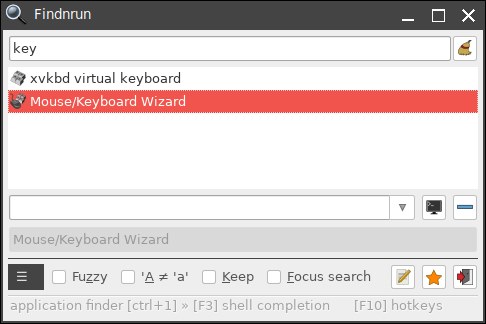 Findnrun
key
xvkbd virtual keyboard
Mouse/Keyboard Wizard
Mouse/Keyboard Wizard
Fuzzy 'A ≠ 'a' Keep Focus search
application finder [ctrl+1] » [F3] shell completion [F10] hotkeys